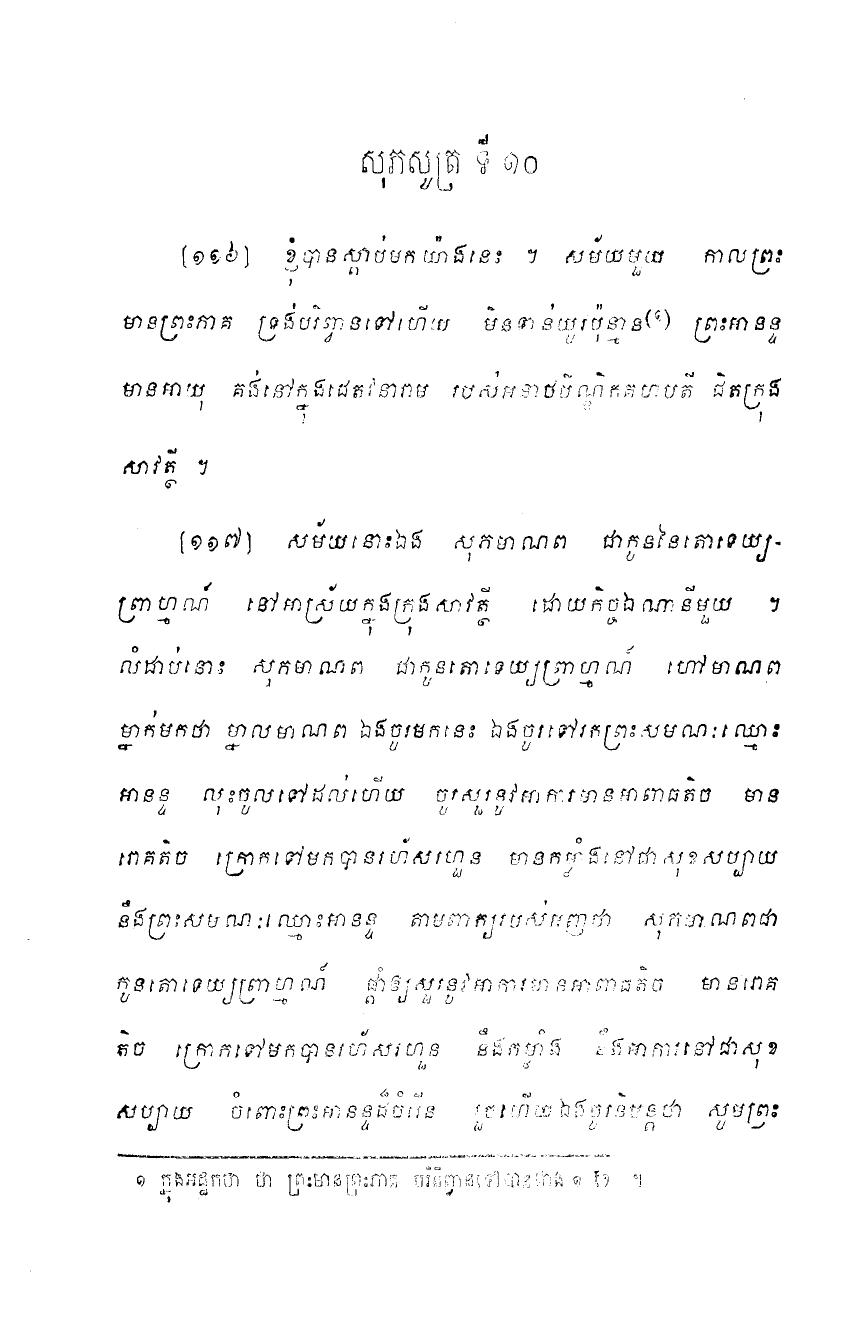 សុភសូត្រ ទី ១០
[១១៦] ខ្ញុំបានស្តាប់មកយ៉ាងនេះ ។ សម័យមួយ កាលព្រះ
មានព្រះភាគ ទ្រង់បរិព្វានទៅហើយ មិនទាន់យូរប៉ុន្មាន(១) ព្រះអានន្ទ
មានអាយុ គង់នៅក្នុងជេតវនារាម របស់អនាថបិណ្ឌិកគហបតី ជិតក្រុង
សាវត្ថី ។
[១១៧] សម័យនោះឯង សុភមាណព ជាកូននៃតោទេយ្យ-
ព្រាហ្មណ៍ នៅអាស្រ័យក្នុងក្រុងសាវត្ថី ដោយកិច្ចឯណានីមួយ ។
លំដាប់នោះ សុភមាណព ជាកូនតោទេយ្យព្រាហ្មណ៍ ហៅមាណព
ម្នាក់មកថា ម្នាលមាណព ឯងចូរមកនេះ ឯងចូរទៅរកព្រះសមណៈឈ្មោះ
អានន្ទ លុះចូលទៅដល់ហើយ ចូរសួរនូវអាការមានអាពាធតិច មាន
រោគតិច ក្រោកទៅមកបានរហ័សរហួន មានកម្លាំងនៅជាសុខសប្បាយ
នឹងព្រះសមណៈឈ្មោះអានន្ទ តាមពាក្យរបស់អញថា សុភមាណពជា
កូនតោទេយ្យព្រាហ្មណ៍ ផ្តាំឲ្យសួរនូវអាការមានអាពាធតិច មានរោគ
តិច ក្រោកទៅមកបានរហ័សរហួន នឹងកម្លាំង នឹងអាការនៅជាសុខ
សប្បាយ ចំពោះព្រះអានន្ទដ៏ចំរើន រួចហើយឯងចូរនិមន្តថា សូមព្រះ
១ ក្នុងអដ្ឋកថា ថា ព្រះមានព្រះភាគ បរិនិព្វានទៅបានជាង ១ ខែ ។